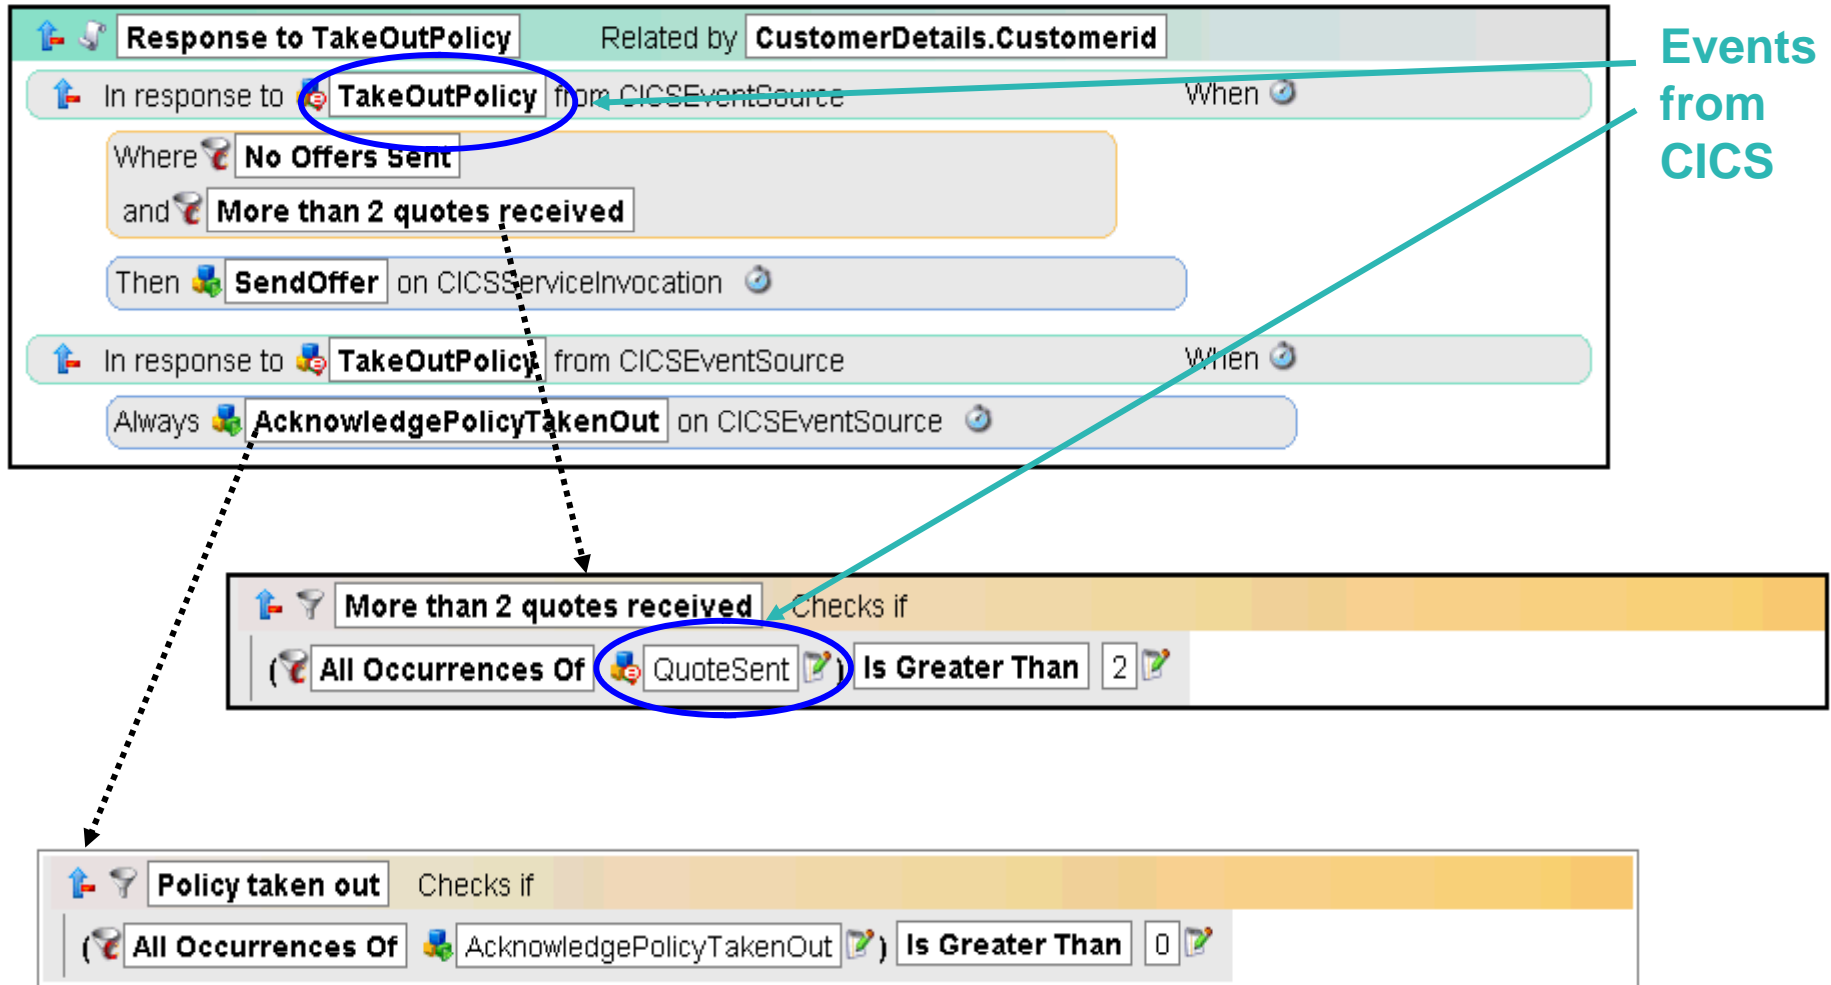 Response to TakeOutPolicy Related by CustomerDetails.Customerid
In response to TakeOutPolicy from CICSEventSource When
Where No Offers Sent
and More than 2 quotes received
Then SendOffer on CICSServiceInvocation
In response to TakeOutPolicy from CICSEventSource When
Always AcknowledgePolicyTakenOut on CICSEventSource
Events
from
CICS
More than 2 quotes received Checks if
( All Occurrences Of QuoteSent ) Is Greater Than 2
Policy taken out Checks if
( All Occurrences Of AcknowledgePolicyTakenOut ) Is Greater Than 0